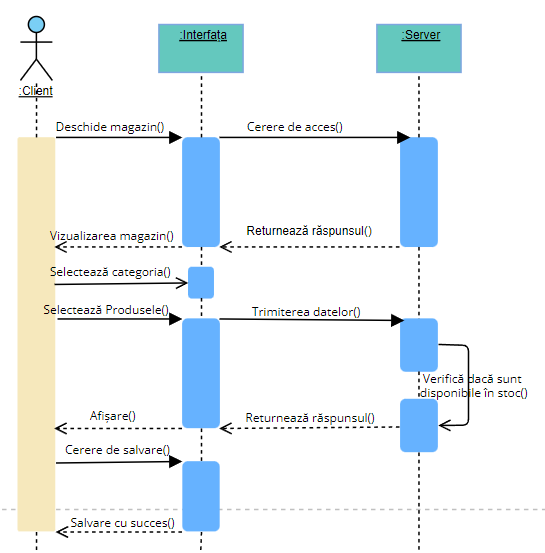 :Client
:Interfața
:Server
Deschide magazin()
Cerere de acces()
Returnează răspunsul()
Vizualizarea magazin()
Selectează categoria()
Selectează Produsele()
Trimiterea datelor()
Verifică dacă sunt
disponibile în stoc()
Afișare()
Returnează răspunsul()
Cerere de salvare()
Salvare cu succes()